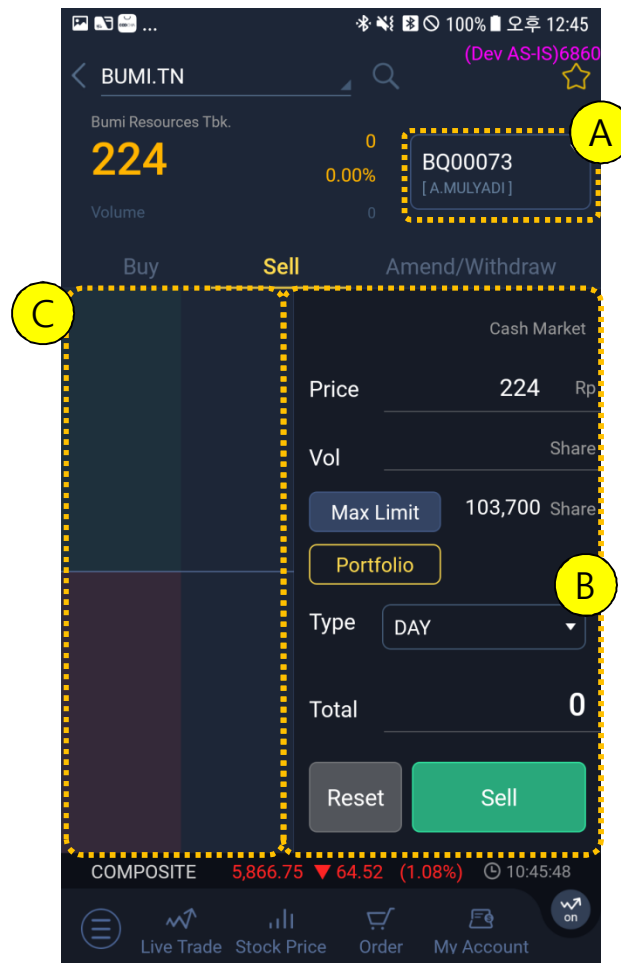 ... 100% 오후 12:45
(Dev AS-IS)6860
BUMI.TN
Bumi Resources Tbk.
224
0
0.00%
Volume 0
A
BQ00073
[ A.MULYADI ]
Buy Sell Amend/Withdraw
C
Cash Market
Price 224 Rp
Vol Share
Max Limit 103,700 Share
Portfolio
B
Type DAY
Total 0
Reset Sell
COMPOSITE 5,866.75 ▼ 64.52 (1.08%) 10:45:48
Live Trade Stock Price Order My Account
on